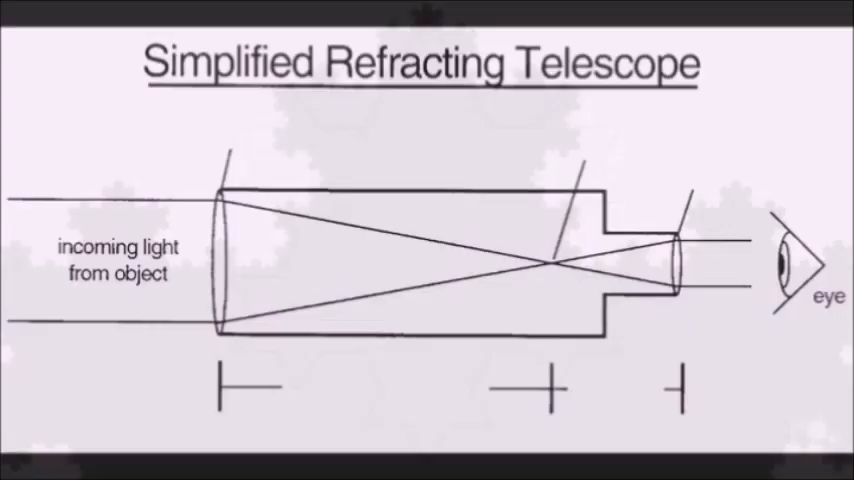 Simplified Refracting Telescope
incoming light
from object
eye